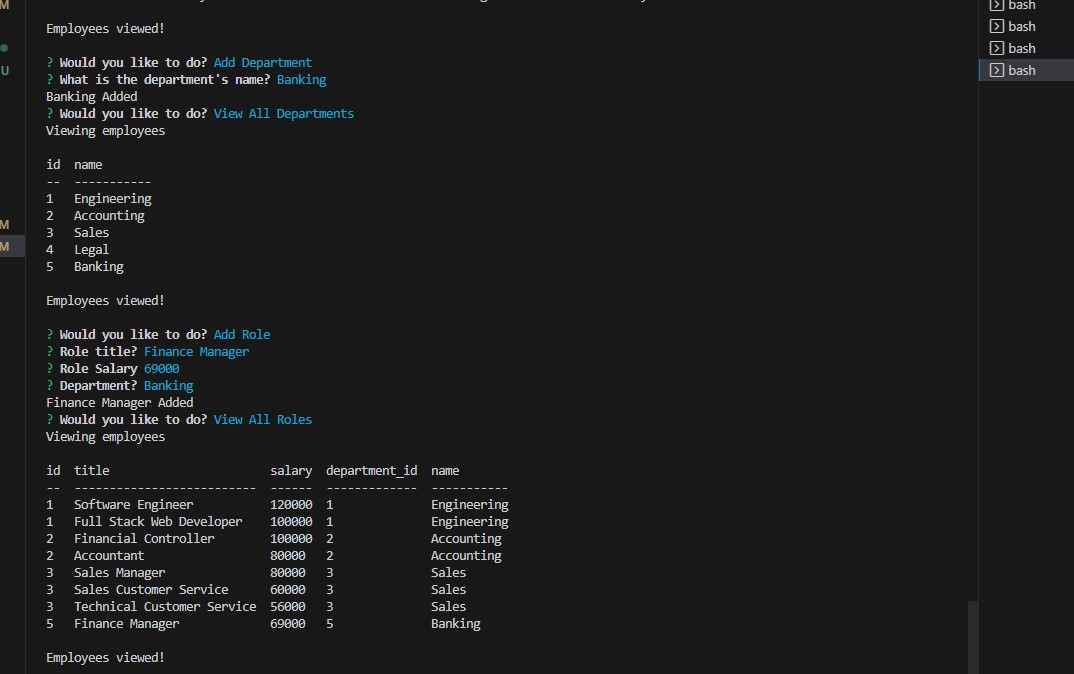 M
bash
Employees viewed!
bash
? Would you like to do? Add Department
bash
U
? What is the department's name? Banking
bash
Banking Added
? Would you like to do? View All Departments
Viewing employees
id name
-- -----------
1 Engineering
2 Accounting
M
3 Sales
M
4 Legal
5 Banking
Employees viewed!
? Would you like to do? Add Role
? Role title? Finance Manager
? Role Salary 69000
? Department? Banking
Finance Manager Added
? Would you like to do? View All Roles
Viewing employees
id title salary department_id name
-- -------------------------- ------ ------------- -----------
1 Software Engineer 120000 1 Engineering
1 Full Stack Web Developer 100000 1 Engineering
2 Financial Controller 100000 2 Accounting
2 Accountant 80000 2 Accounting
3 Sales Manager 80000 3 Sales
3 Sales Customer Service 60000 3 Sales
3 Technical Customer Service 56000 3 Sales
5 Finance Manager 69000 5 Banking
Employees viewed!